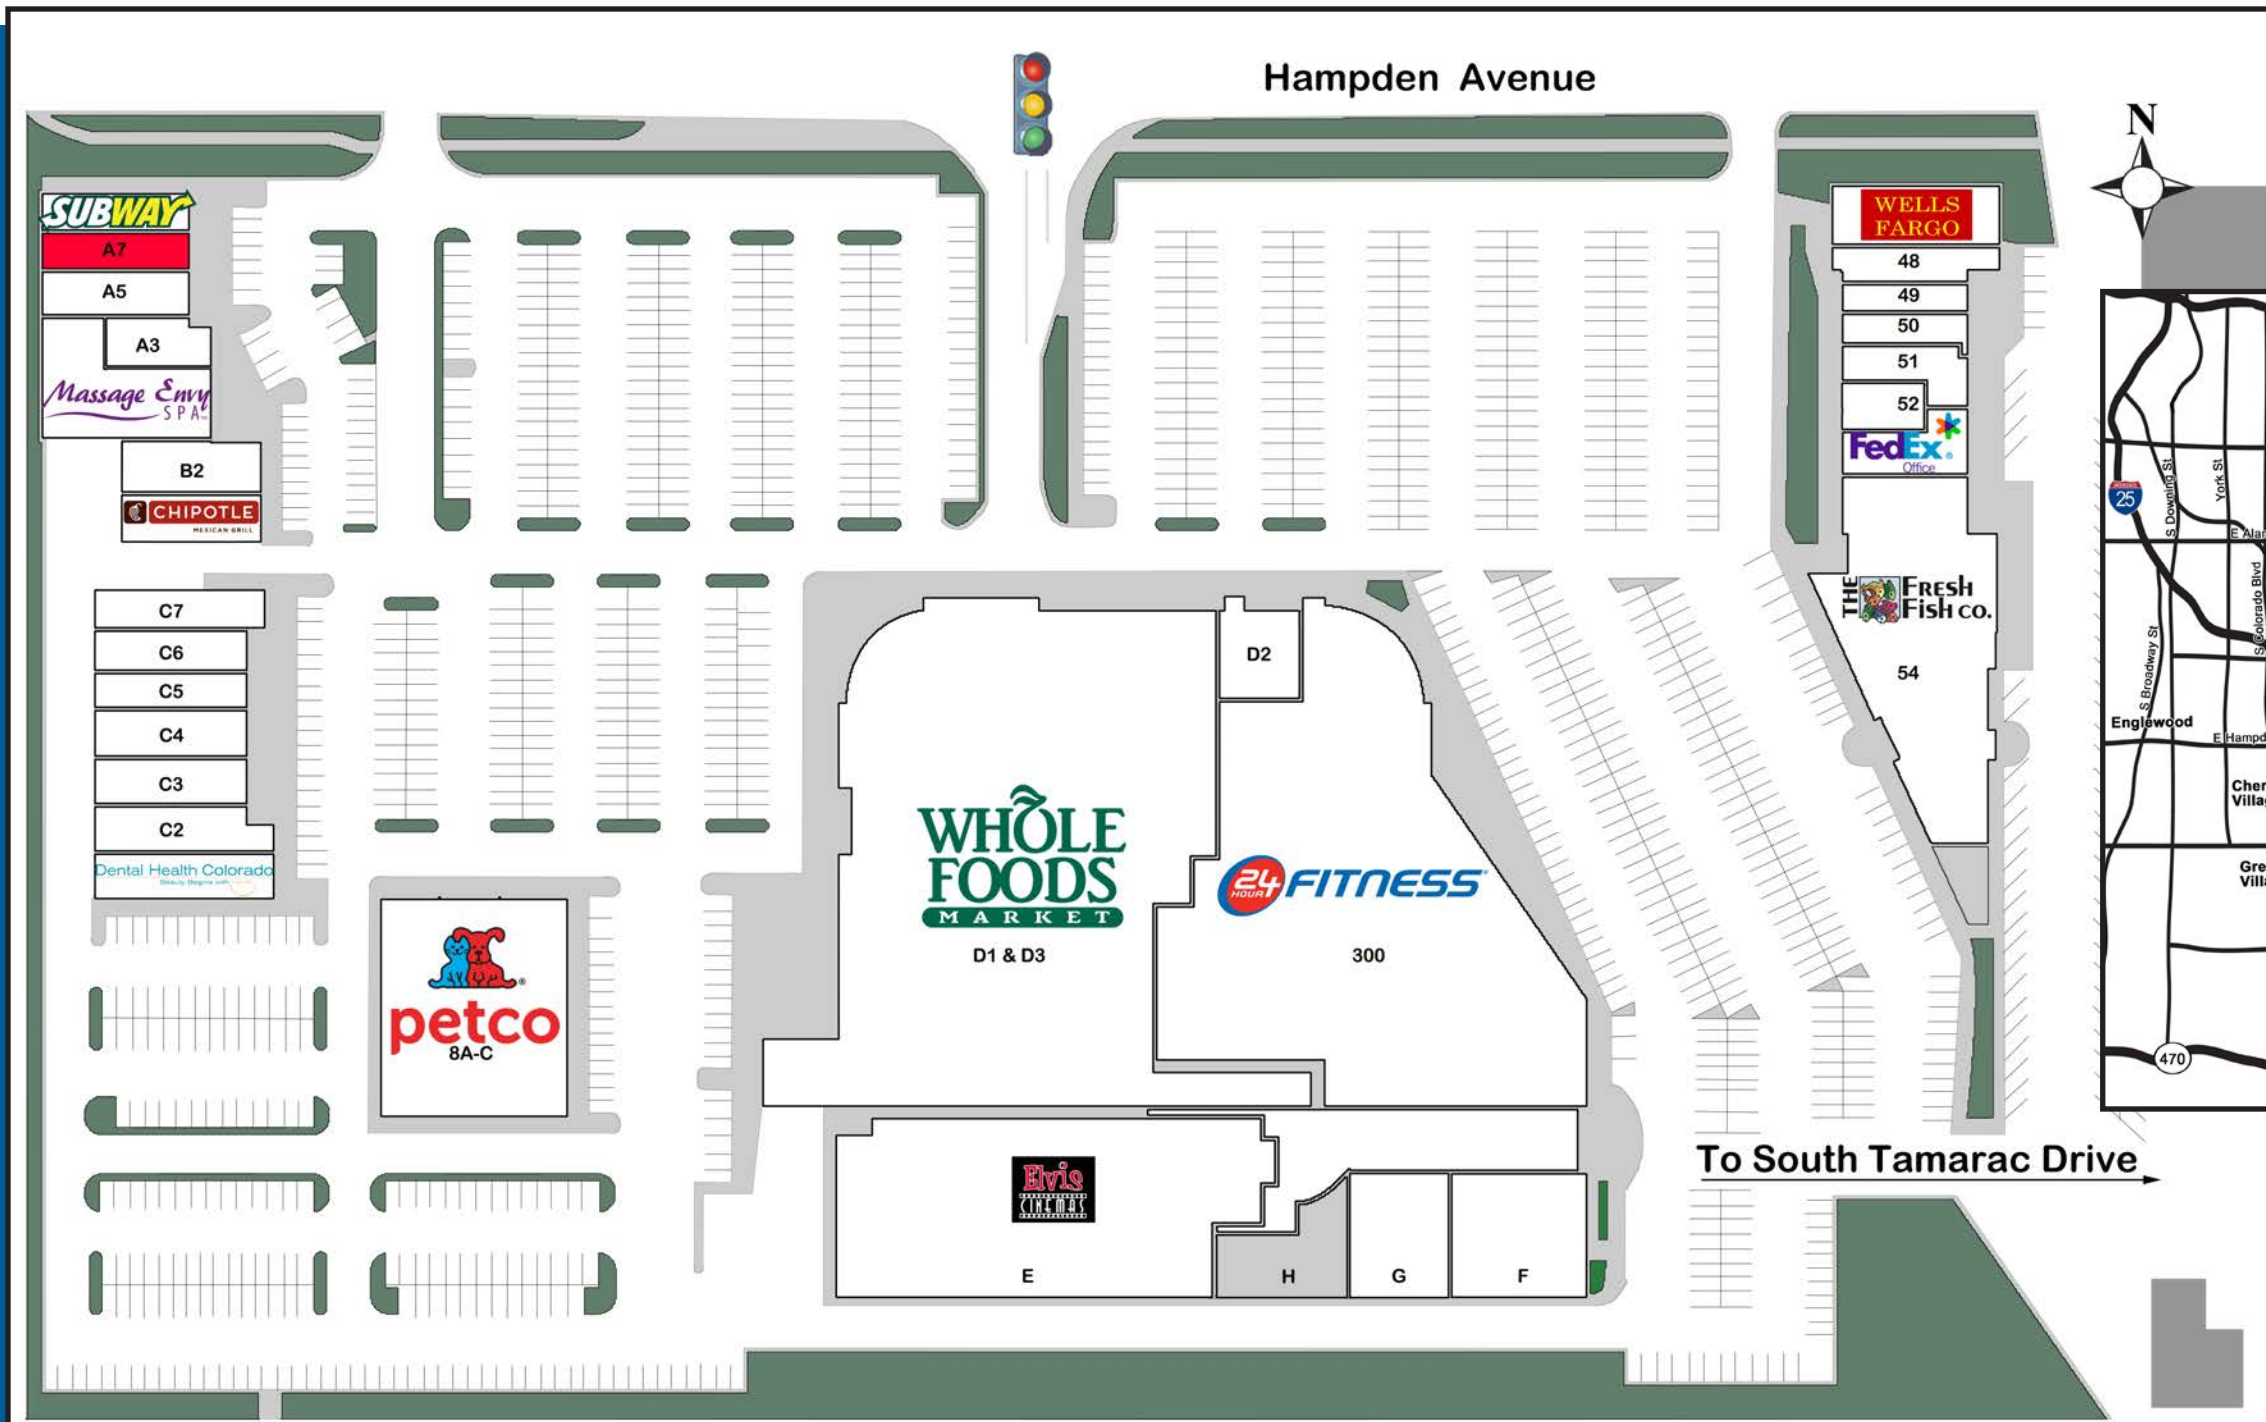 Hampden Avenue
N
SUBWAY
A7
A5
A3
Massage Envy
SPA
B2
CHIPOTLE
MEXICAN GRILL
C7
C6
C5
C4
C3
C2
Dental Health Colorado
petco
8A-C
WHOLE
FOODS
MARKET
D1 & D3
D2
24
HOUR
FITNESS
300
Elvis
CINEMAS
E
H
G
F
WELLS
FARGO
48
49
50
51
52
FedEx
Office
THE
FRESH
FISH CO.
54
To South Tamarac Drive
25
S Downing St
York St
E Alam
S Colorado Blvd
S Broadway St
Englewood
E Hampd
Cher
Villa
Gre
Vill
470